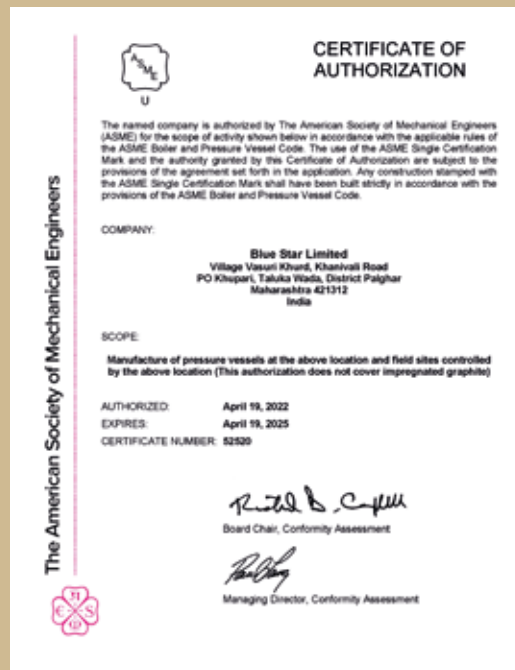 ASME
U
CERTIFICATE OF
AUTHORIZATION
The named company is authorized by The American Society of Mechanical Engineers
(ASME) for the scope of activity shown below in accordance with the applicable rules of
the ASME Boiler and Pressure Vessel Code. The use of the ASME Single Certification
Mark and the authority granted by this Certificate of Authorization are subject to the
provisions of the agreement set forth in the application. Any construction stamped with
the ASME Single Certification Mark shall have been built strictly in accordance with the
provisions of the ASME Boiler and Pressure Vessel Code.
COMPANY:
Blue Star Limited
Village Vasuri Khurd, Khanivali Road
PO Khupari, Taluka Wada, District Palghar
Maharashtra 421312
India
SCOPE:
Manufacture of pressure vessels at the above location and field sites controlled
by the above location (This authorization does not cover impregnated graphite)
AUTHORIZED: April 19, 2022
EXPIRES: April 19, 2025
CERTIFICATE NUMBER: 52520
Board Chair, Conformity Assessment
Managing Director, Conformity Assessment
The American Society of Mechanical Engineers